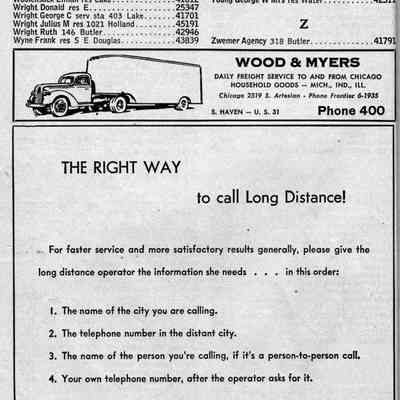 Wright Donald res E. 25347
Wright George C serv sta 403 Lake 41701
Wright Julius M res 1021 Holland 45191
Wright Ruth 146 Butler 42946
Wyne Frank res S E Douglas 43839
Z
Zwemer Agency 318 Butler 41791
WOOD & MYERS
DAILY FREIGHT SERVICE TO AND FROM CHICAGO
HOUSEHOLD GOODS — MICH., IND., ILL.
Chicago 2519 S. Artesian - Phone Frontier 6-1935
S. HAVEN — U. S. 31 Phone 400
THE RIGHT WAY
to call Long Distance!
For faster service and more satisfactory results generally, please give the
long distance operator the information she needs . . . in this order:
1. The name of the city you are calling.
2. The telephone number in the distant city.
3. The name of the person you're calling, if it's a person-to-person call.
4. Your own telephone number, after the operator asks for it.